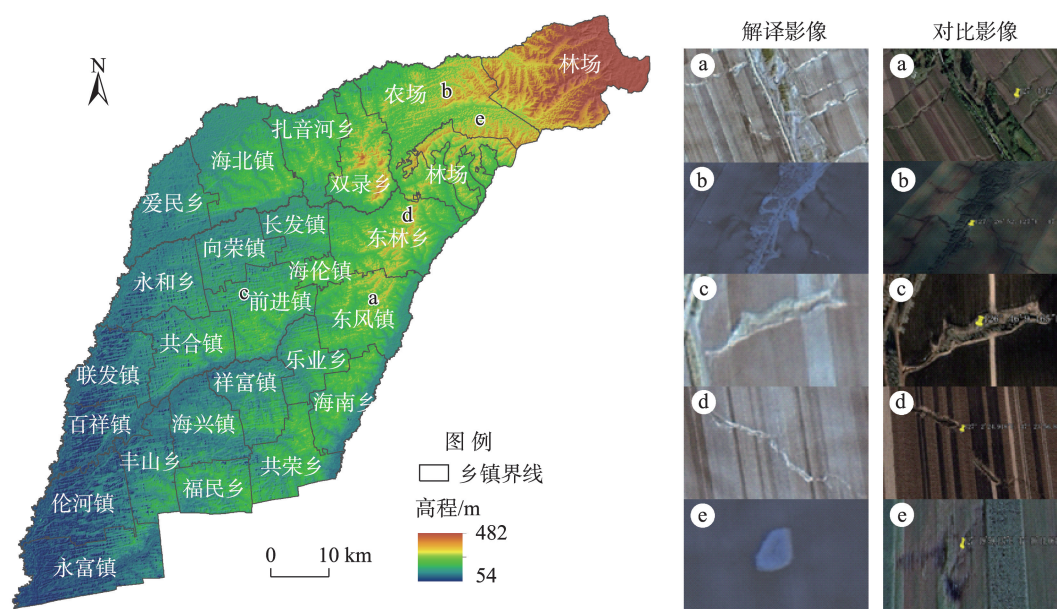 解译影像
对比影像
N
林场
农场
b
e
扎音河乡
海北镇
双录乡
林场
爱民乡
d
长发镇
东林乡
向荣镇
永和乡
海伦镇
c
前进镇
a
东风镇
共合镇
乐业乡
联发镇
祥富镇
海南乡
百祥镇
海兴镇
丰山乡
共荣乡
福民乡
伦河镇
永富镇
图 例
乡镇界线
高程/m
482
54
0
10 km
a
a
b
b
c
c
d
d
e
e